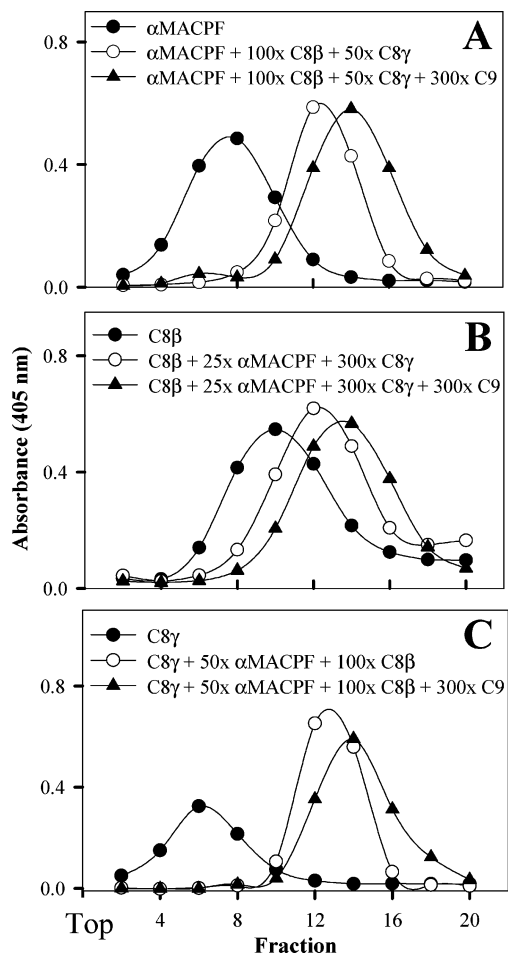 A
αMACPF
αMACPF + 100x C8β + 50x C8γ
αMACPF + 100x C8β + 50x C8γ + 300x C9
0.8
0.4
0.0
B
C8β
C8β + 25x αMACPF + 300x C8γ
C8β + 25x αMACPF + 300x C8γ + 300x C9
0.8
0.4
0.0
Absorbance (405 nm)
C
C8γ
C8γ + 50x αMACPF + 100x C8β
C8γ + 50x αMACPF + 100x C8β + 300x C9
0.8
0.4
0.0
Top 4 8 12 16 20
Fraction